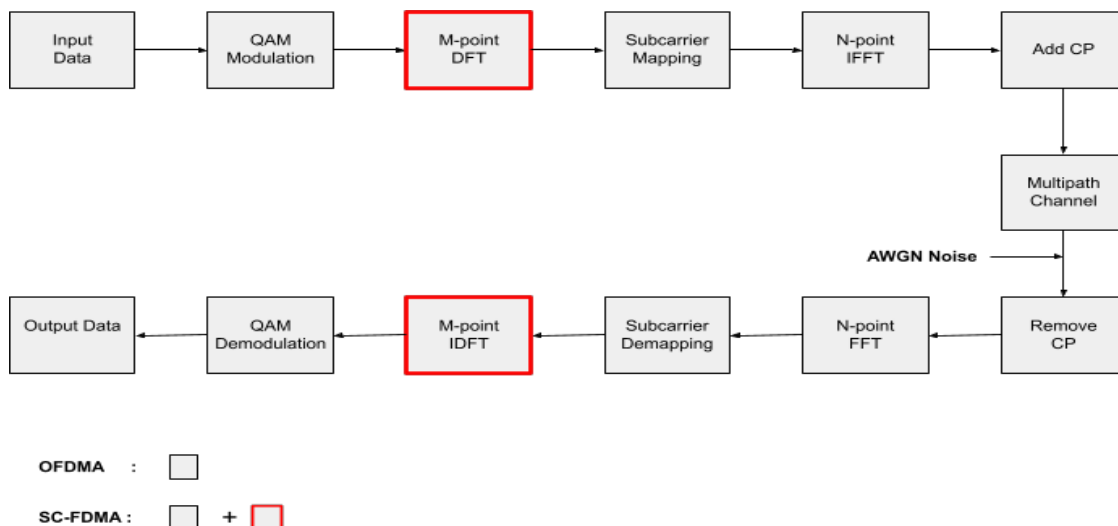 Input
Data
QAM
Modulation
M-point
DFT
Subcarrier
Mapping
N-point
IFFT
Add CP
Multipath
Channel
AWGN Noise
Output Data
QAM
Demodulation
M-point
IDFT
Subcarrier
Demapping
N-point
FFT
Remove
CP
OFDMA :
SC-FDMA : +